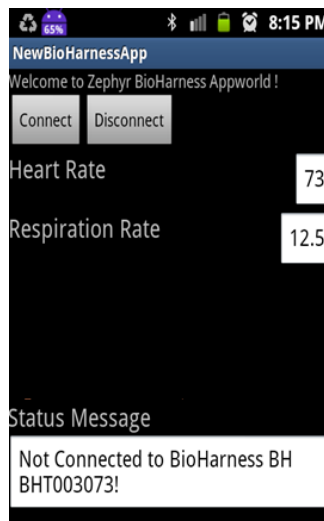 65% 8:15 PM
NewBioHarnessApp
Welcome to Zephyr BioHarness Appworld !
Connect Disconnect
Heart Rate 73
Respiration Rate 12.5
Status Message
Not Connected to BioHarness BH
BHT003073!